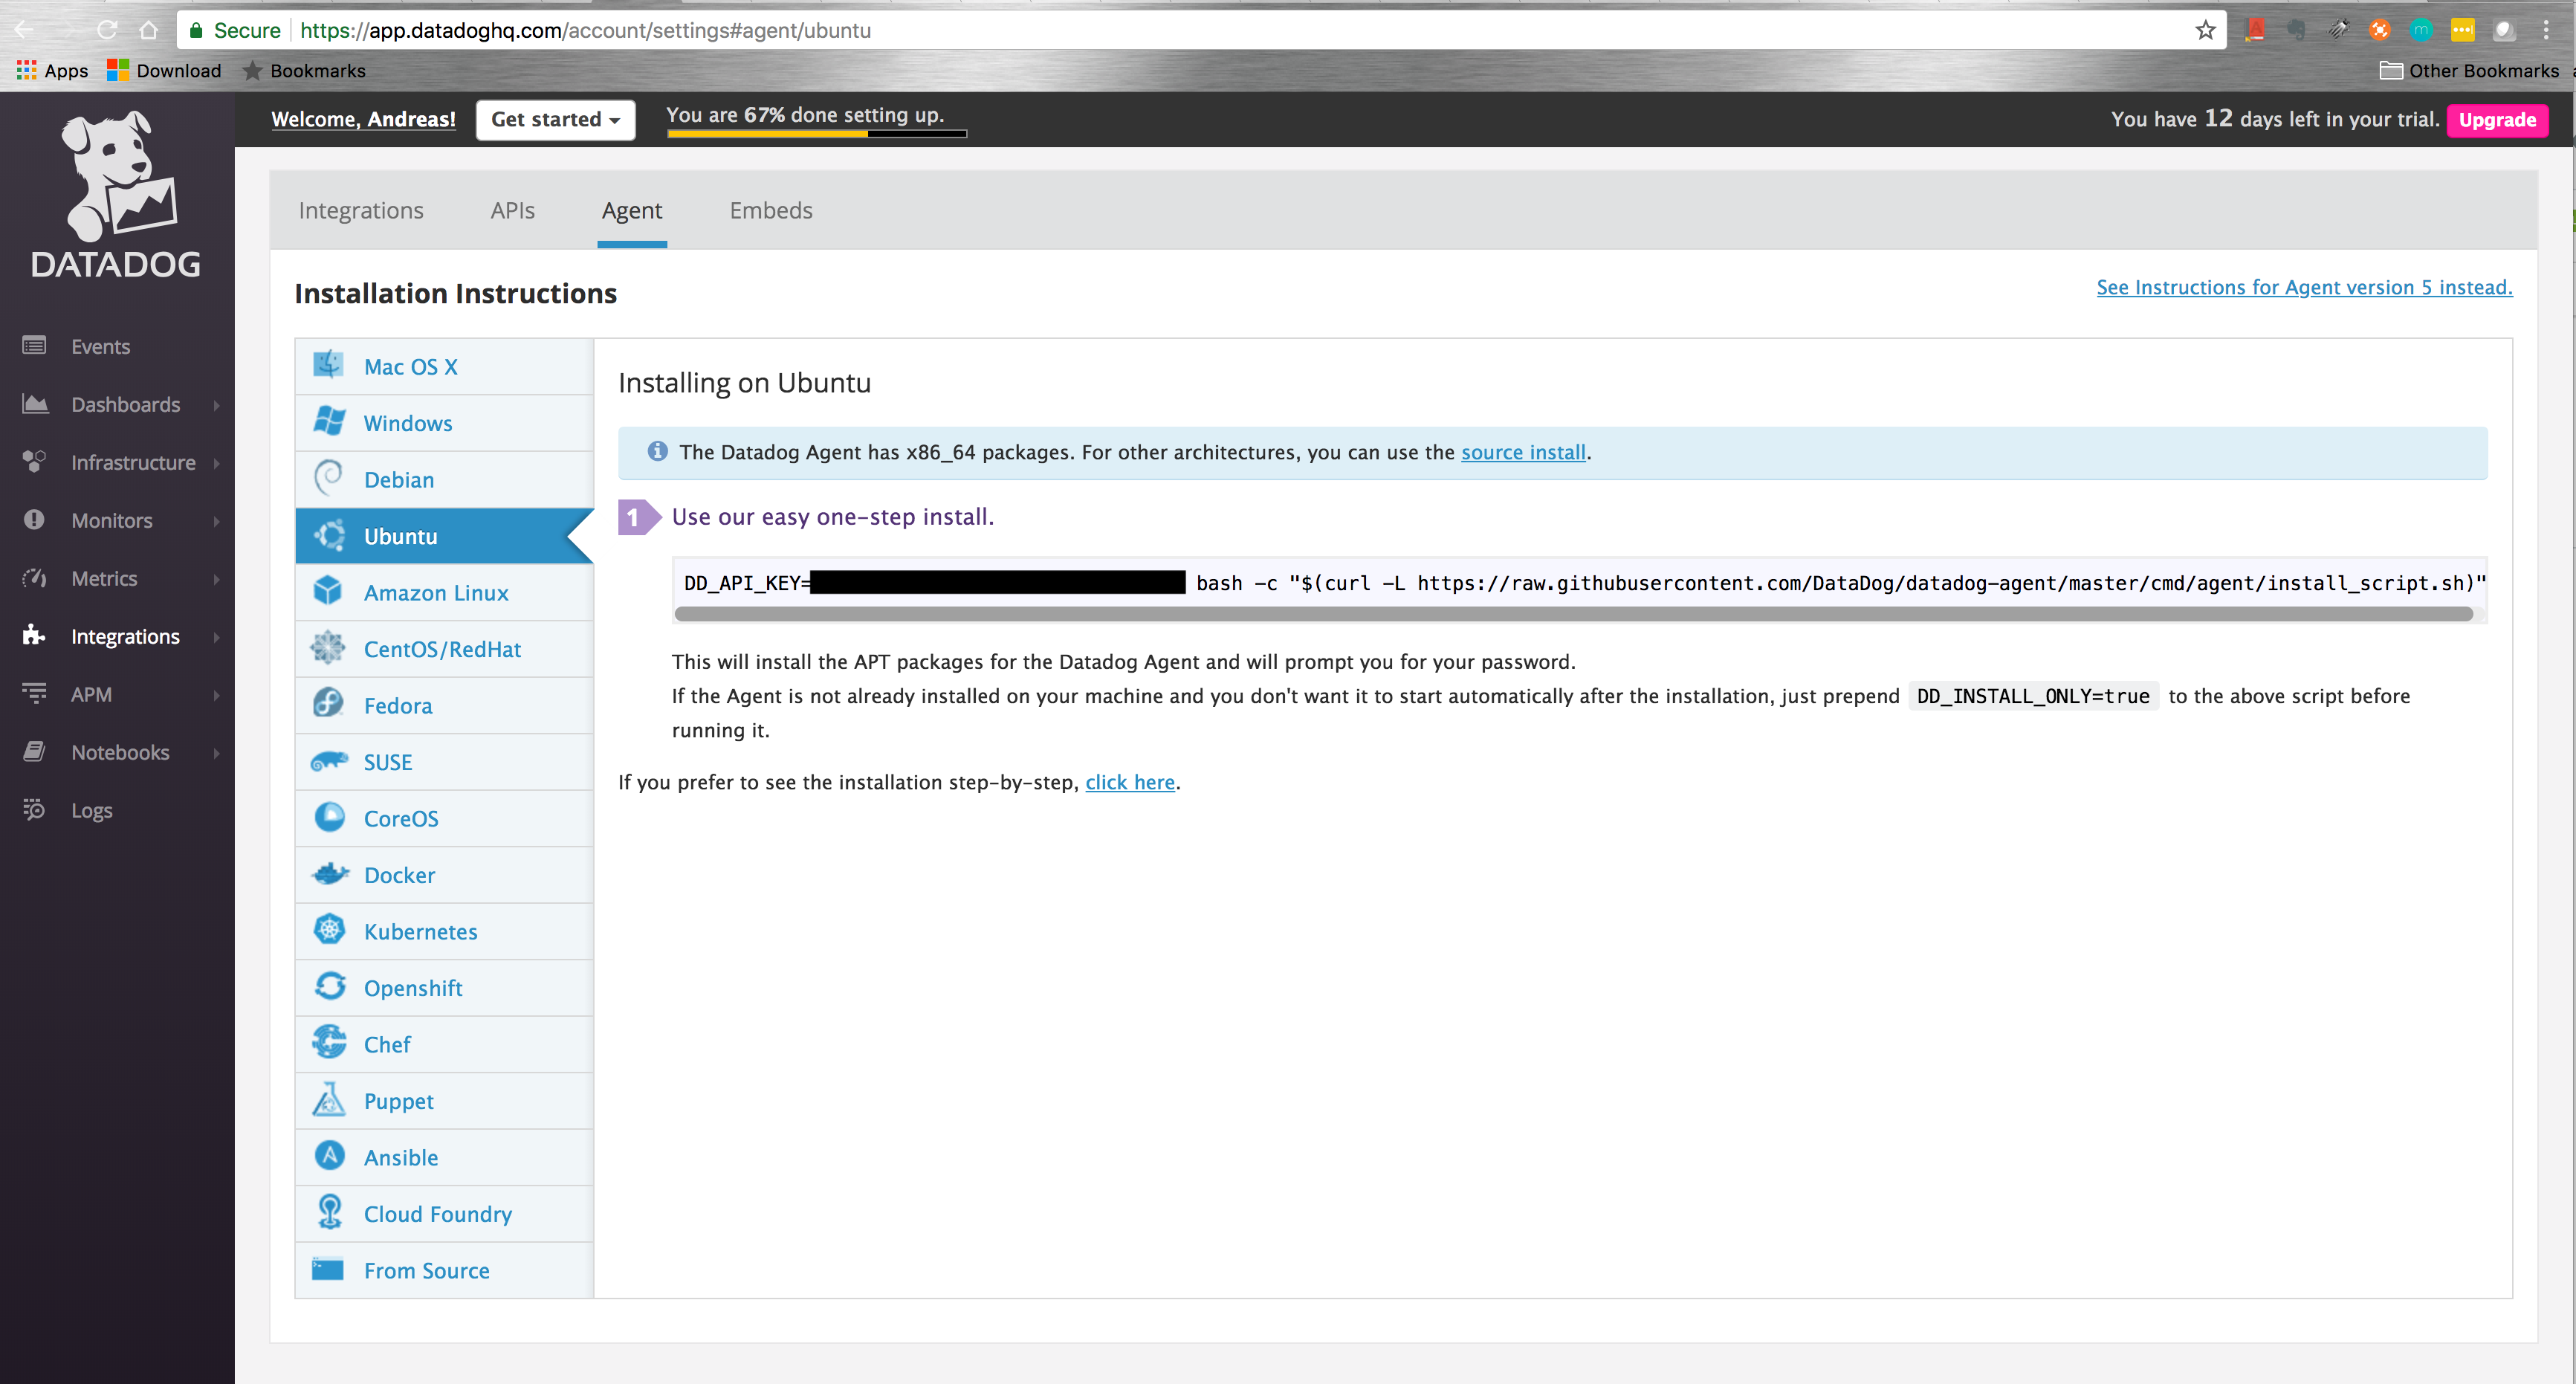 Secure https://app.datadoghq.com/account/settings#agent/ubuntu
Apps Download Bookmarks Other Bookmarks
DATADOG
Welcome, Andreas! Get started You are 67% done setting up. You have 12 days left in your trial. Upgrade
Events
Dashboards
Infrastructure
Monitors
Metrics
Integrations
APM
Notebooks
Logs
Integrations APIs Agent Embeds
Installation Instructions
See Instructions for Agent version 5 instead.
Mac OS X
Windows
Debian
Ubuntu
Amazon Linux
CentOS/RedHat
Fedora
SUSE
CoreOS
Docker
Kubernetes
Openshift
Chef
Puppet
Ansible
Cloud Foundry
From Source
Installing on Ubuntu
The Datadog Agent has x86_64 packages. For other architectures, you can use the source install.
1 Use our easy one-step install.
DD_API_KEY= bash -c "$(curl -L https://raw.githubusercontent.com/DataDog/datadog-agent/master/cmd/agent/install_script.sh)"
This will install the APT packages for the Datadog Agent and will prompt you for your password.
If the Agent is not already installed on your machine and you don't want it to start automatically after the installation, just prepend DD_INSTALL_ONLY=true to the above script before
running it.
If you prefer to see the installation step-by-step, click here.